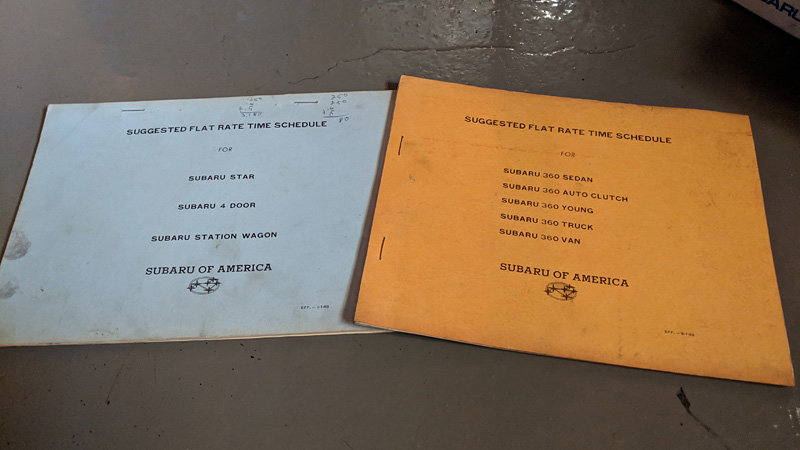 SUGGESTED FLAT RATE TIME SCHEDULE
FOR
SUBARU STAR
SUBARU 4 DOOR
SUBARU STATION WAGON
SUBARU OF AMERICA
SUGGESTED FLAT RATE TIME SCHEDULE
FOR
SUBARU 360 SEDAN
SUBARU 360 AUTO CLUTCH
SUBARU 360 YOUNG
SUBARU 360 TRUCK
SUBARU 360 VAN
SUBARU OF AMERICA